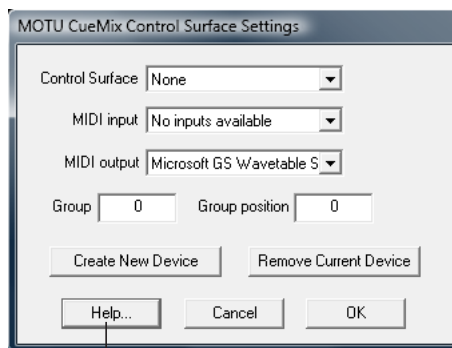 MOTU CueMix Control Surface Settings
Control Surface None
MIDI input No inputs available
MIDI output Microsoft GS Wavetable S
Group 0 Group position 0
Create New Device Remove Current Device
Help... Cancel OK